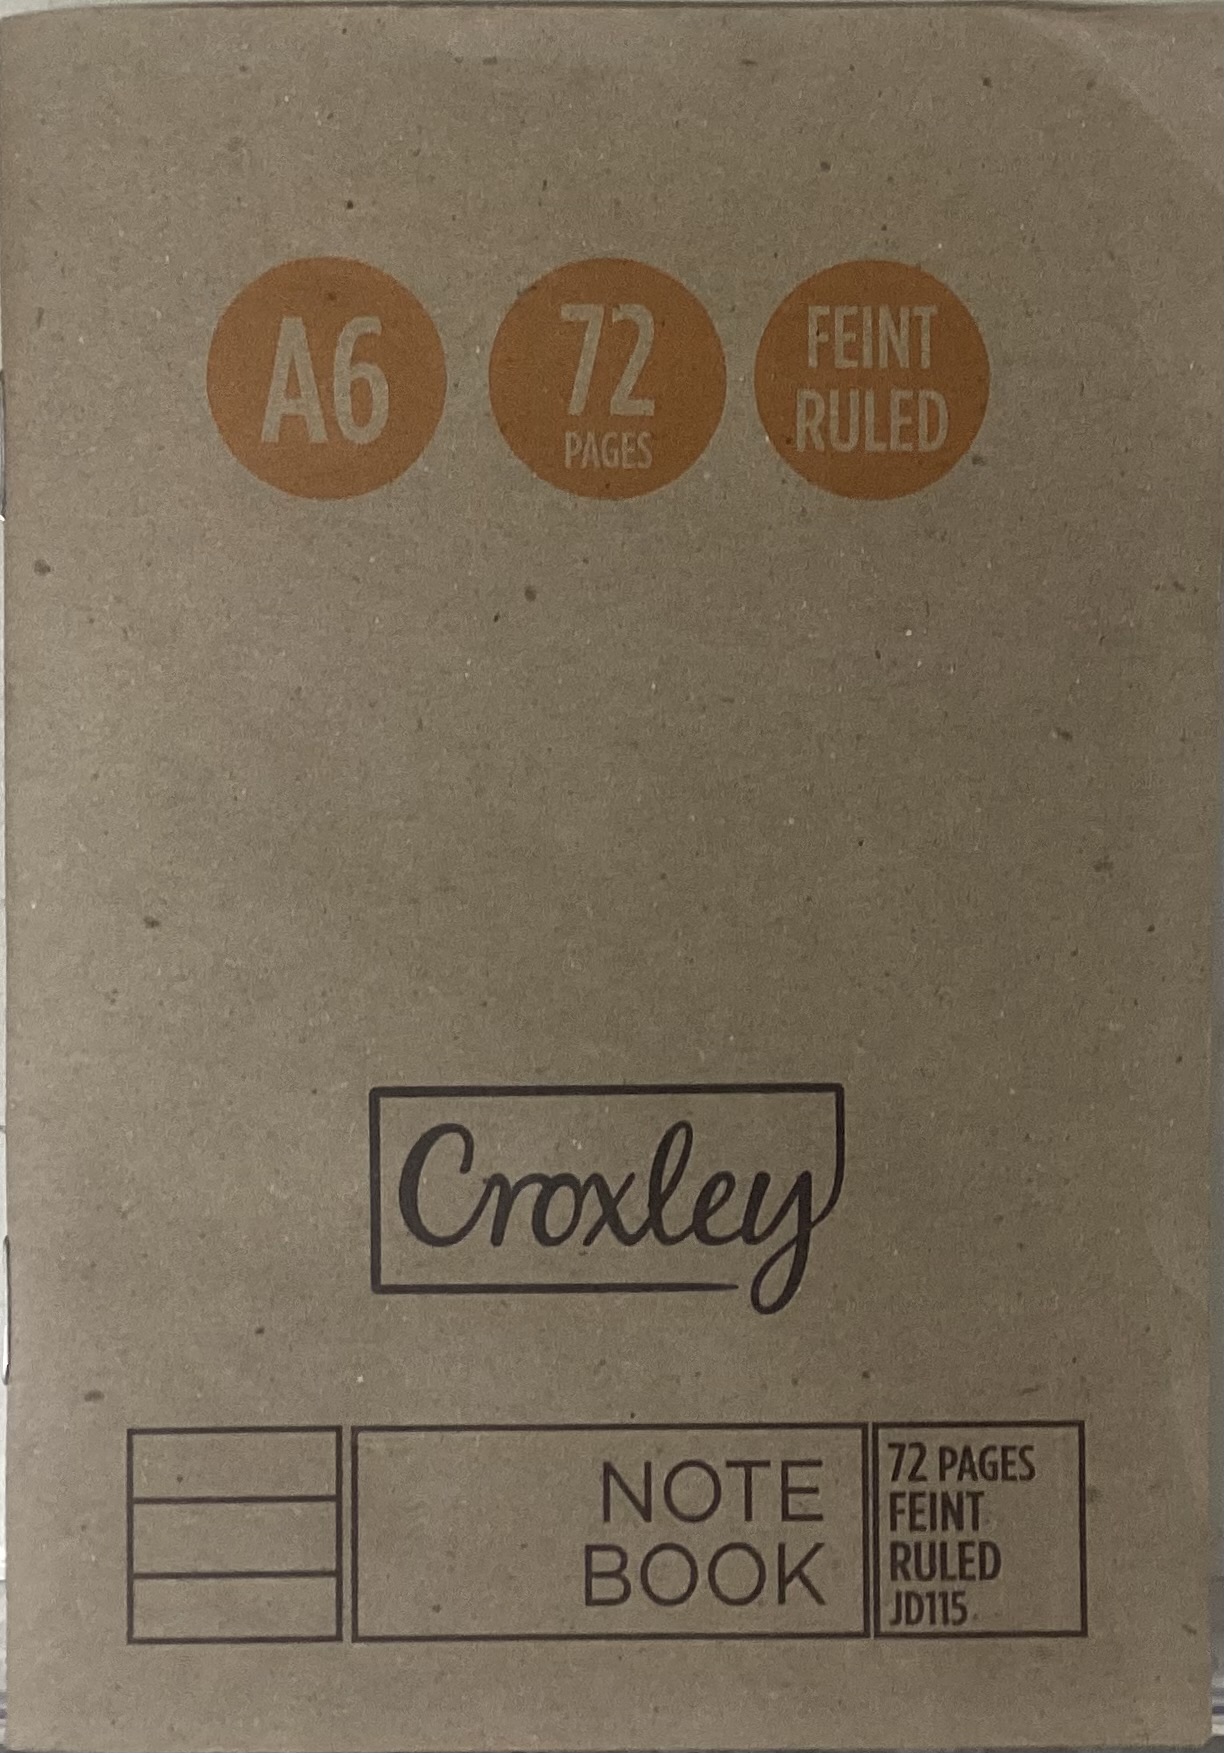 A6
72
PAGES
FEINT
RULED
Croxley
NOTE
BOOK
72 PAGES
FEINT
RULED
JD115